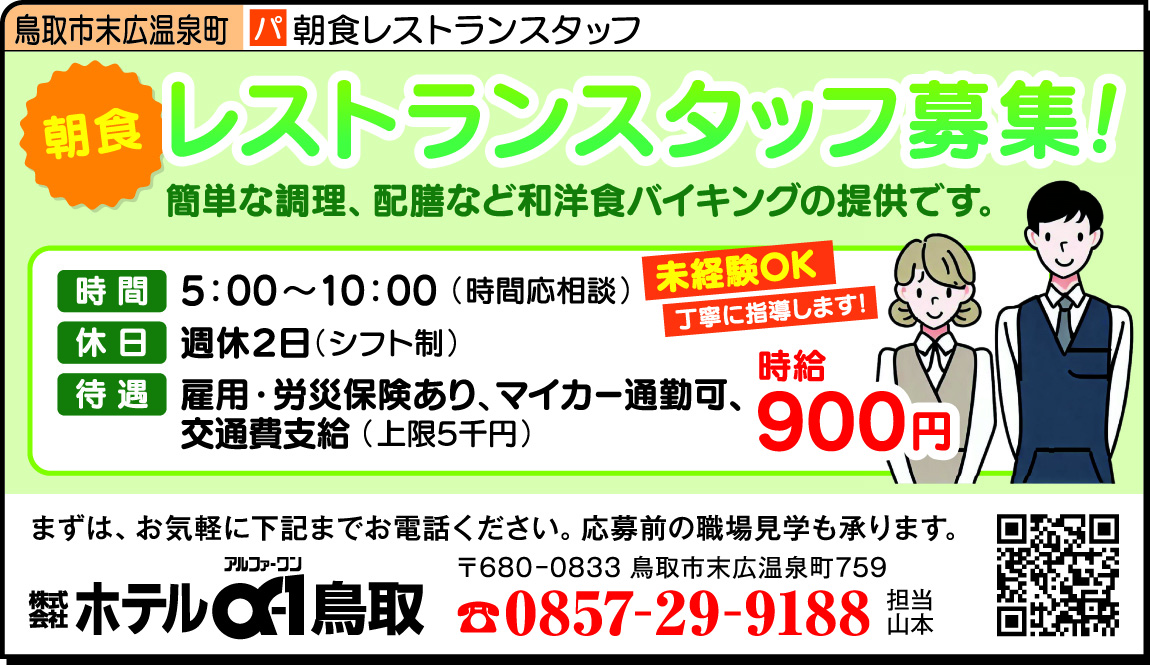 鳥取市末広温泉町 パ 朝食レストランスタッフ
朝食 レストランスタッフ募集!
簡単な調理、配膳など和洋食バイキングの提供です。
時間 5:00〜10:00(時間応相談)
未経験OK
丁寧に指導します!
休日 週休2日(シフト制)
待遇 雇用・労災保険あり、マイカー通勤可、
交通費支給(上限5千円)
時給
900円
まずは、お気軽に下記までお電話ください。応募前の職場見学も承ります。
アルファーワン
株式会社 ホテルα-1鳥取
〒680-0833 鳥取市末広温泉町759
☎0857-29-9188 担当 山本